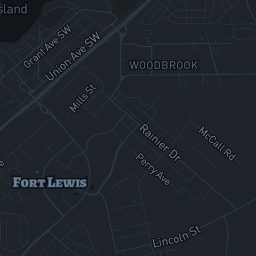 sland
Grant Ave SW
Union Ave SW
WOODBROOK
Mills St
Rainier Dr
McCall Rd
Perry Ave
Fort Lewis
Lincoln St